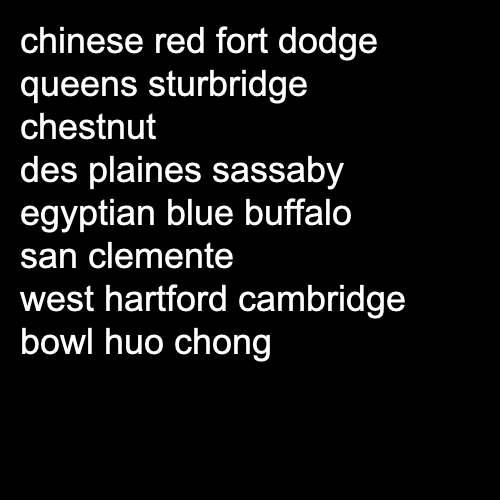 chinese red fort dodge
queens sturbridge
chestnut
des plaines sassaby
egyptian blue buffalo
san clemente
west hartford cambridge
bowl huo chong